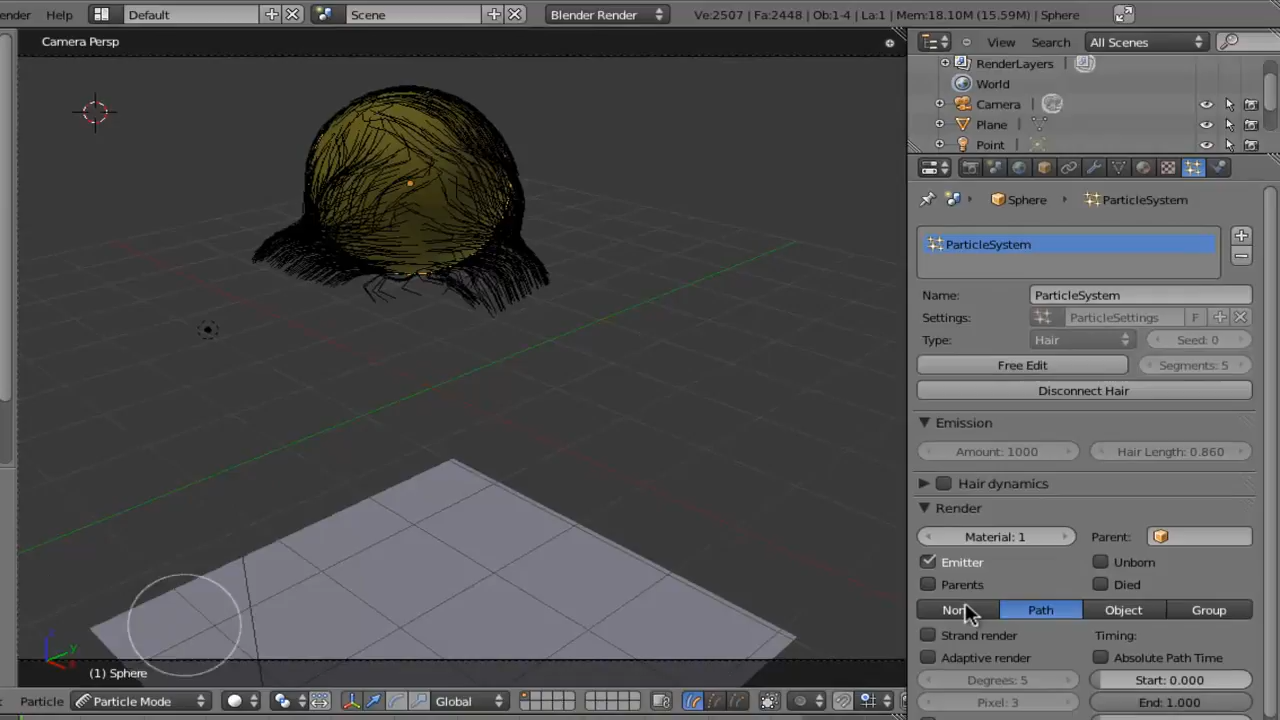 ender Help Default Scene Blender Render Ve:2507 | Fa:2448 | Ob:1-4 | La:1 | Mem:18.10M (15.59M) | Sphere
Camera Persp
View Search All Scenes
RenderLayers |
World
Camera |
Plane |
Point |
Sphere ParticleSystem
ParticleSystem
Name: ParticleSystem
Settings: ParticleSettings F
Type: Hair Seed: 0
Free Edit Segments: 5
Disconnect Hair
Emission
Amount: 1000 Hair Length: 0.860
Hair dynamics
Render
Material: 1 Parent:
Emitter Unborn
Parents Died
Path Object Group
Strand render Timing:
Adaptive render Absolute Path Time
Degrees: 5 Start: 0.000
Pixel: 3 End: 1.000
z
y
x
(1) Sphere
Particle Particle Mode Global